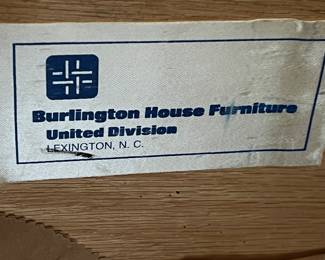 Burlington House Furniture
United Division
LEXINGTON, N. C.